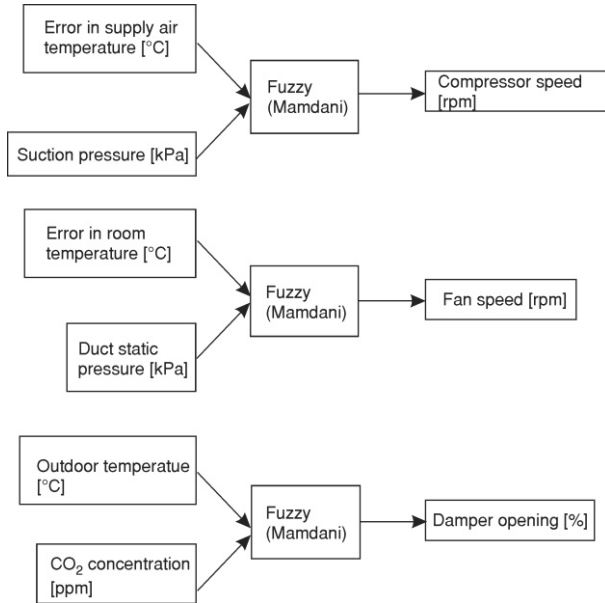 Error in supply air
temperature [°C]
Fuzzy
(Mamdani)
Compressor speed
[rpm]
Suction pressure [kPa]
Error in room
temperature [°C]
Fuzzy
(Mamdani)
Fan speed [rpm]
Duct static
pressure [kPa]
Outdoor temperatue
[°C]
Fuzzy
(Mamdani)
Damper opening [%]
CO₂ concentration
[ppm]